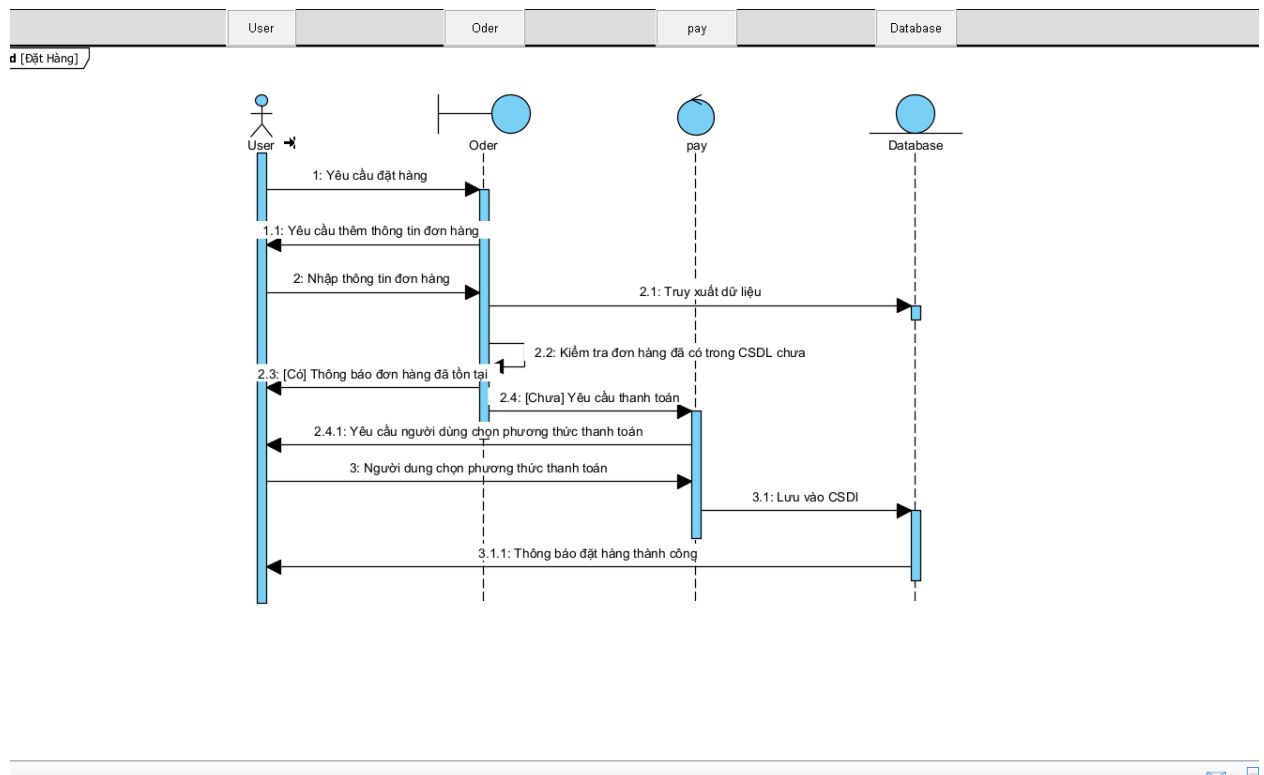 User Oder pay Database
d [Đặt Hàng]
User Oder pay Database
1: Yêu cầu đặt hàng
1.1: Yêu cầu thêm thông tin đơn hàng
2: Nhập thông tin đơn hàng
2.1: Truy xuất dữ liệu
2.2: Kiểm tra đơn hàng đã có trong CSDL chưa
2.3: [Có] Thông báo đơn hàng đã tồn tại
2.4: [Chưa] Yêu cầu thanh toán
2.4.1: Yêu cầu người dùng chọn phương thức thanh toán
3: Người dung chọn phương thức thanh toán
3.1: Lưu vào CSDl
3.1.1: Thông báo đặt hàng thành công